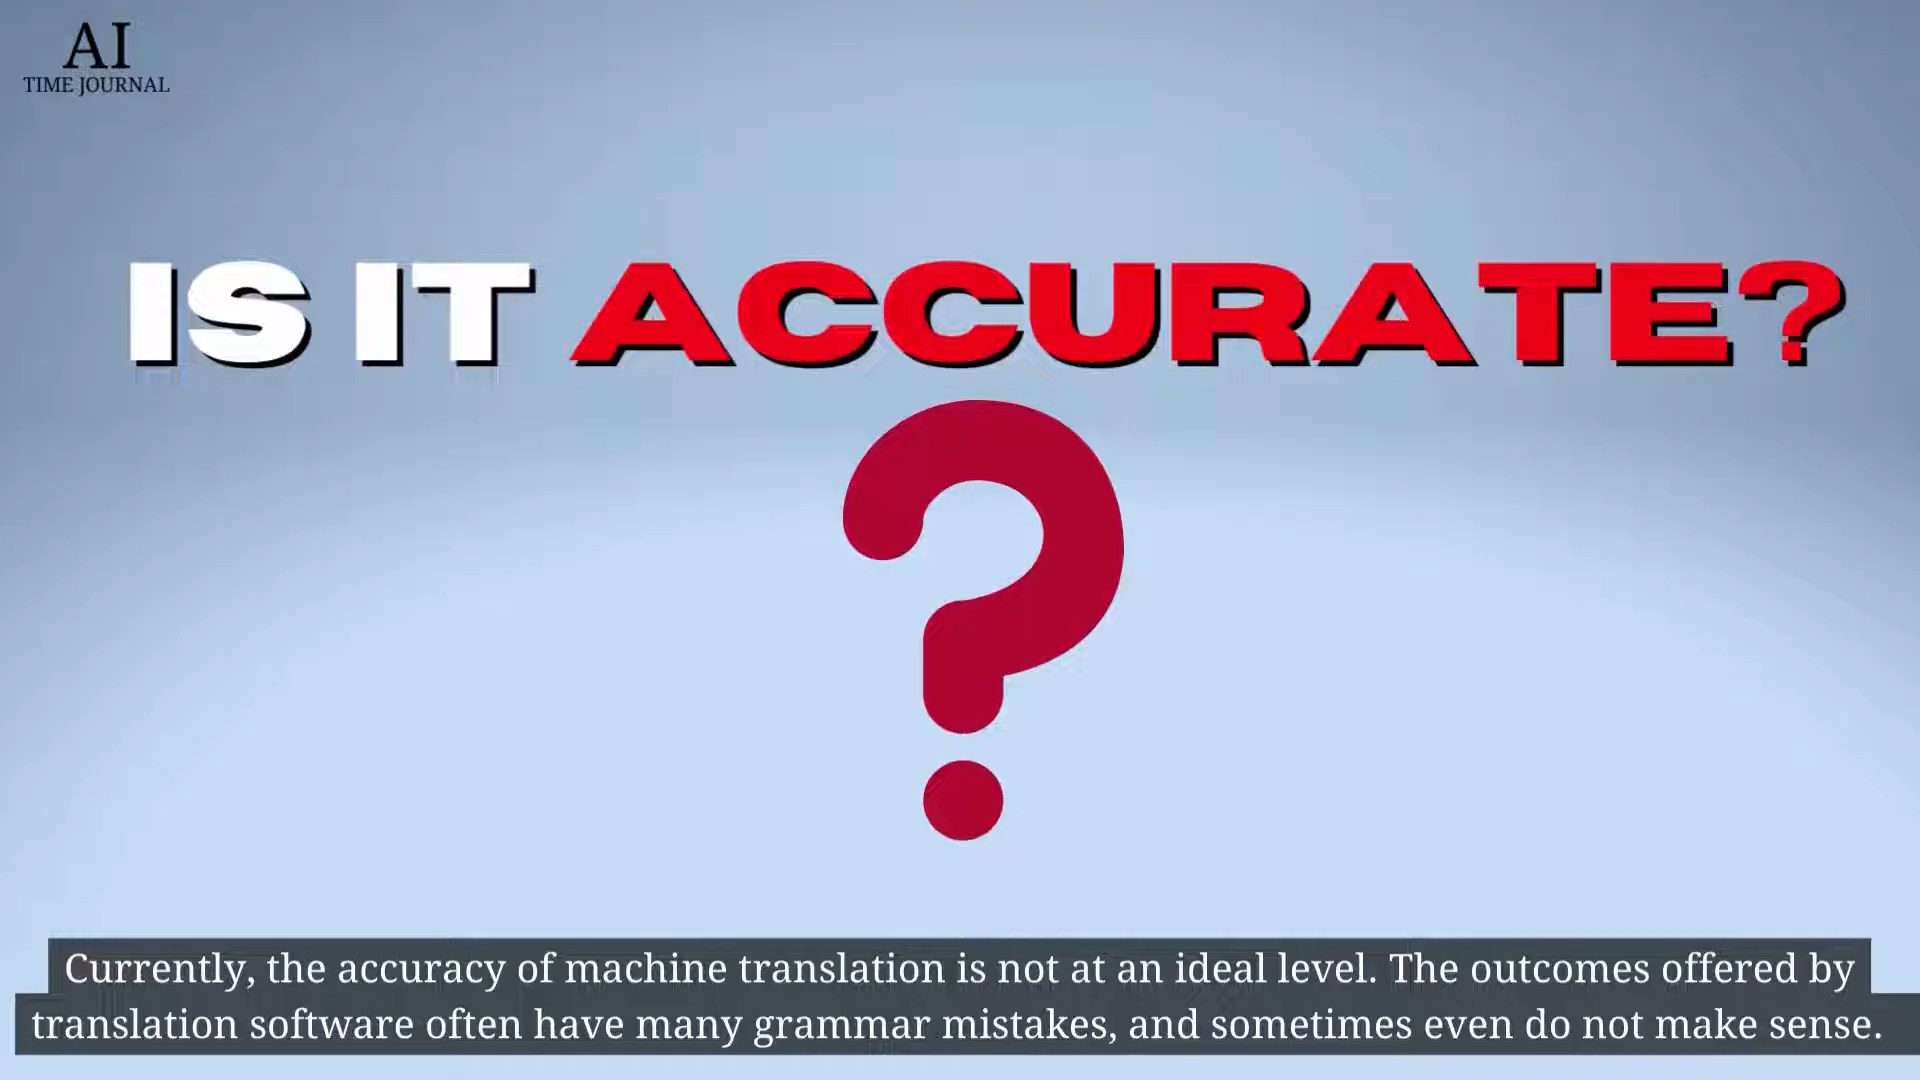 AI
TIME JOURNAL
IS IT ACCURATE?
?
Currently, the accuracy of machine translation is not at an ideal level. The outcomes offered by
translation software often have many grammar mistakes, and sometimes even do not make sense.